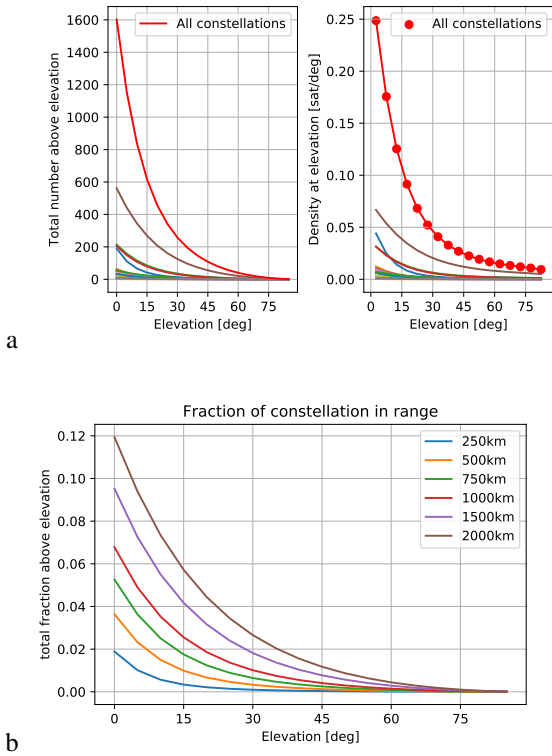 All constellations
Total number above elevation
1600
1400
1200
1000
800
600
400
200
0
0 15 30 45 60 75
Elevation [deg]
All constellations
Density at elevation [sat/deg]
0.25
0.20
0.15
0.10
0.05
0.00
0 15 30 45 60 75
Elevation [deg]
a
Fraction of constellation in range
total fraction above elevation
0.12
0.10
0.08
0.06
0.04
0.02
0.00
250km
500km
750km
1000km
1500km
2000km
0 15 30 45 60 75
Elevation [deg]
b